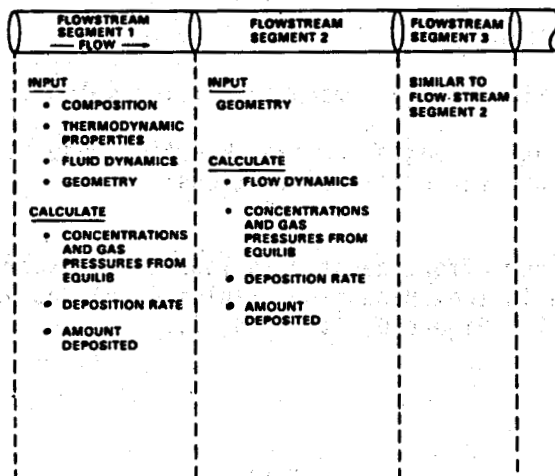 FLOWSTREAM
SEGMENT 1
FLOW
FLOWSTREAM
SEGMENT 2
FLOWSTREAM
SEGMENT 3
INPUT
• COMPOSITION
• THERMODYNAMIC
PROPERTIES
• FLUID DYNAMICS
• GEOMETRY
CALCULATE
• CONCENTRATIONS
AND GAS
PRESSURES FROM
EQUILIB
• DEPOSITION RATE
• AMOUNT
DEPOSITED
INPUT
GEOMETRY
CALCULATE
• FLOW DYNAMICS
• CONCENTRATIONS
AND GAS
PRESSURES FROM
EQUILIB
• DEPOSITION RATE
• AMOUNT
DEPOSITED
SIMILAR TO
FLOW-STREAM
SEGMENT 2